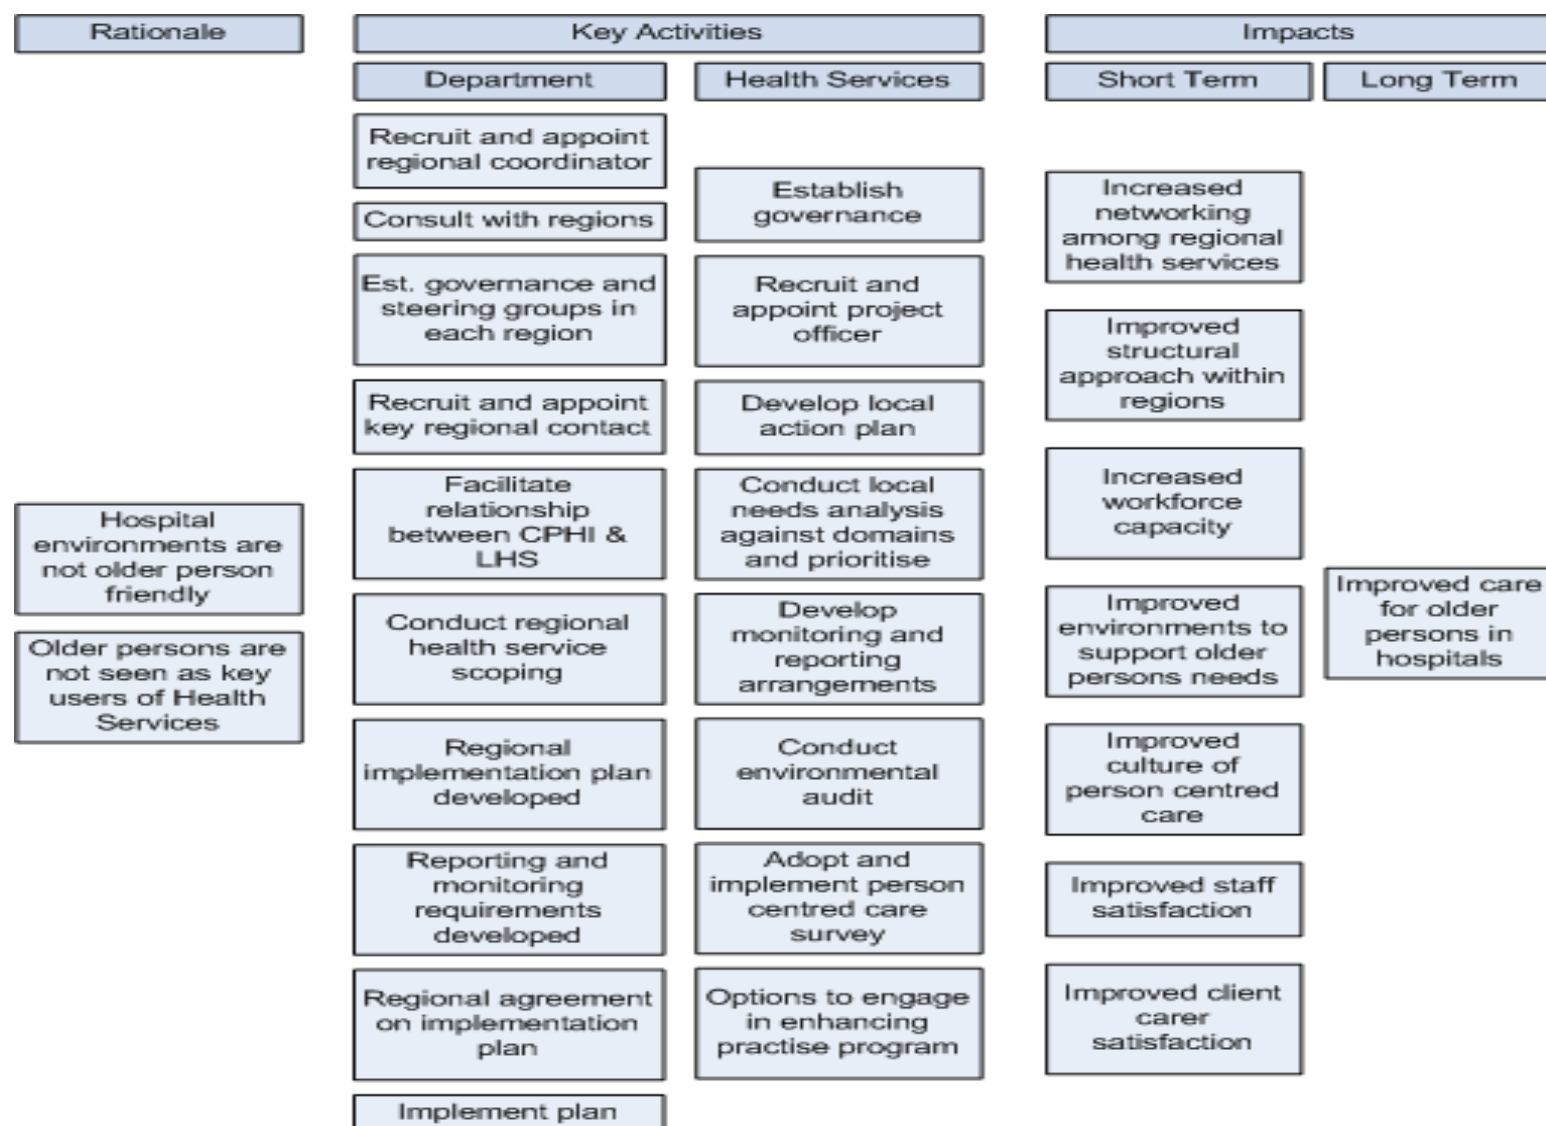 Rationale
Key Activities
Impacts
Department
Health Services
Short Term
Long Term
Hospital
environments are
not older person
friendly
Older persons are
not seen as key
users of Health
Services
Recruit and appoint
regional coordinator
Consult with regions
Est. governance and
steering groups in
each region
Recruit and appoint
key regional contact
Facilitate
relationship
between CPHI &
LHS
Conduct regional
health service
scoping
Regional
implementation plan
developed
Reporting and
monitoring
requirements
developed
Regional agreement
on implementation
plan
Implement plan
Establish
governance
Recruit and
appoint project
officer
Develop local
action plan
Conduct local
needs analysis
against domains
and prioritise
Develop
monitoring and
reporting
arrangements
Conduct
environmental
audit
Adopt and
implement person
centred care
survey
Options to engage
in enhancing
practise program
Increased
networking
among regional
health services
Improved
structural
approach within
regions
Increased
workforce
capacity
Improved
environments to
support older
persons needs
Improved
culture of
person centred
care
Improved staff
satisfaction
Improved client
carer
satisfaction
Improved care
for older
persons in
hospitals